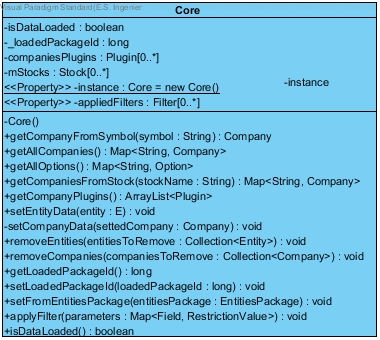 Visual Paradigm Standard(E.S. Ingenier
Core
-isDataLoaded : boolean
-_loadedPackageId : long
-companiesPlugins : Plugin[0..*]
-mStocks : Stock[0..*]
<<Property>> -instance : Core = new Core()
-instance
<<Property>> -appliedFilters : Filter[0..*]
-Core()
+getCompanyFromSymbol(symbol : String) : Company
+getAllCompanies() : Map<String, Company>
+getAllOptions() : Map<String, Option>
+getCompaniesFromStock(stockName : String) : Map<String, Company>
+getCompanyPlugins() : ArrayList<Plugin>
+setEntityData(entity : E) : void
-setCompanyData(settedCompany : Company) : void
+removeEntities(entitiesToRemove : Collection<Entity>) : void
+removeCompanies(companiesToRemove : Collection<Company>) : void
+getLoadedPackageId() : long
+setLoadedPackageId(loadedPackageId : long) : void
+setFromEntitiesPackage(entitiesPackage : EntitiesPackage) : void
+applyFilter(parameters : Map<Field, RestrictionValue>) : void
+isDataLoaded() : boolean